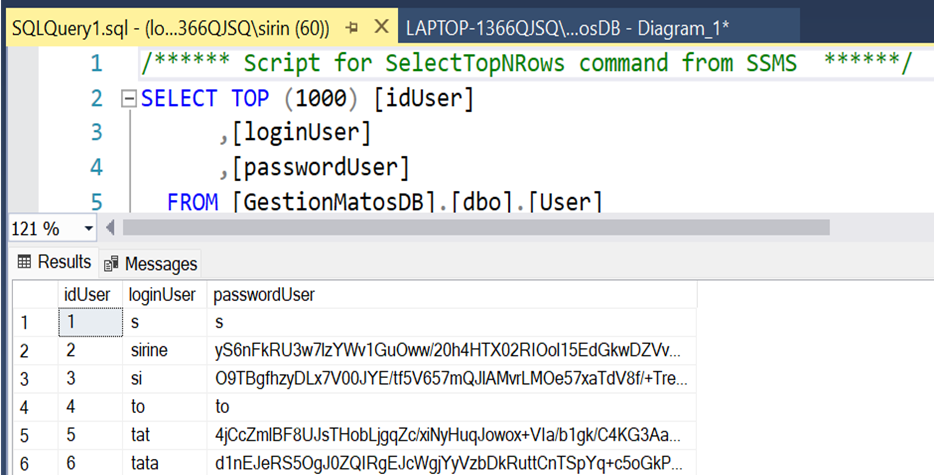 SQLQuery1.sql - (lo...366QJSQ\sirin (60)) LAPTOP-1366QJSQ\...osDB - Diagram_1*
1 /****** Script for SelectTopNRows command from SSMS ******/
2 SELECT TOP (1000) [idUser]
3 ,[loginUser]
4 ,[passwordUser]
5 FROM [GestionMatosDB].[dbo].[User]
121 %
Results Messages
idUser loginUser passwordUser
1 1 s s
2 2 sirine yS6nFkRU3w7lzYWv1GuOww/20h4HTX02RIOol15EdGkwDZVv...
3 3 si O9TBgfhzyDLx7V00JYE/tf5V657mQJlAMvrLMOe57xaTdV8f/+Tre...
4 4 to to
5 5 tat 4jCcZmlBF8UJsTHobLjgqZc/xiNyHuqJowox+VIa/b1gk/C4KG3Aa...
6 6 tata d1nEJeRS5OgJ0ZQIRgEJcWgjYyVzbDkRuttCnTSpYq+c5oGkP...